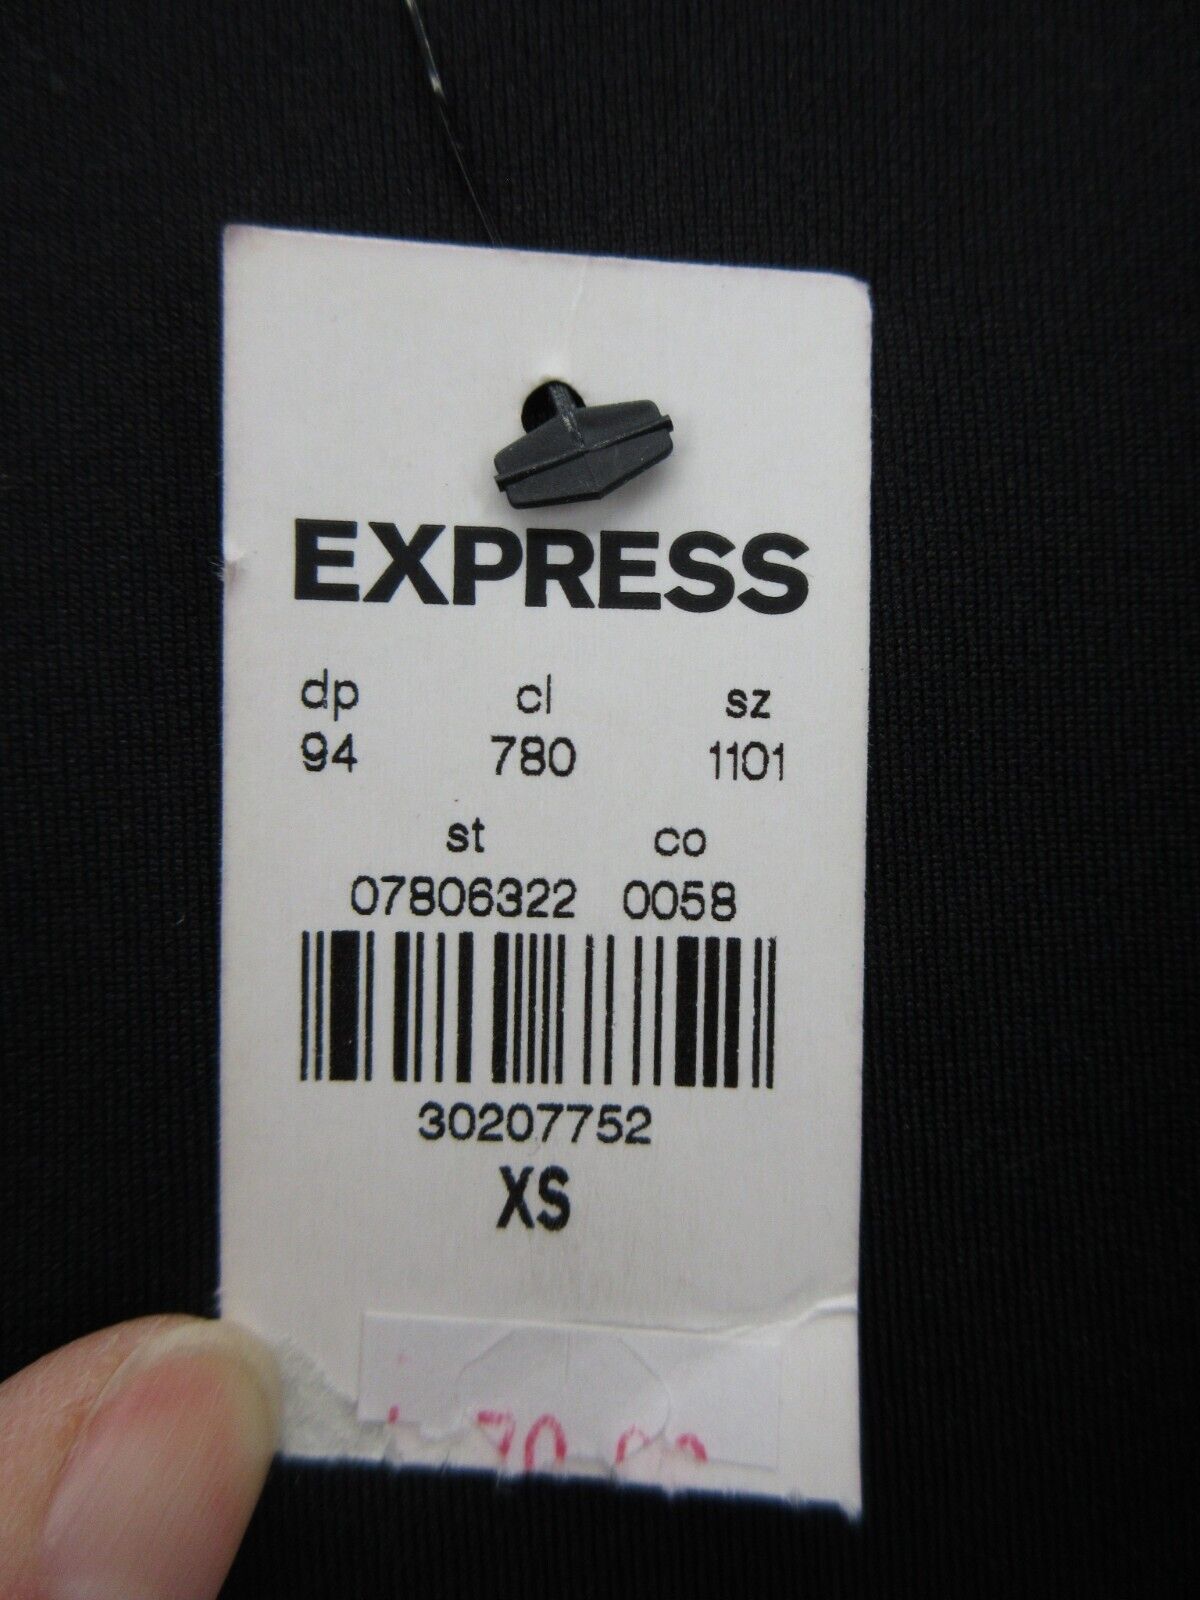 EXPRESS
dp cl sz
94 780 1101
st co
07806322 0058
30207752
XS